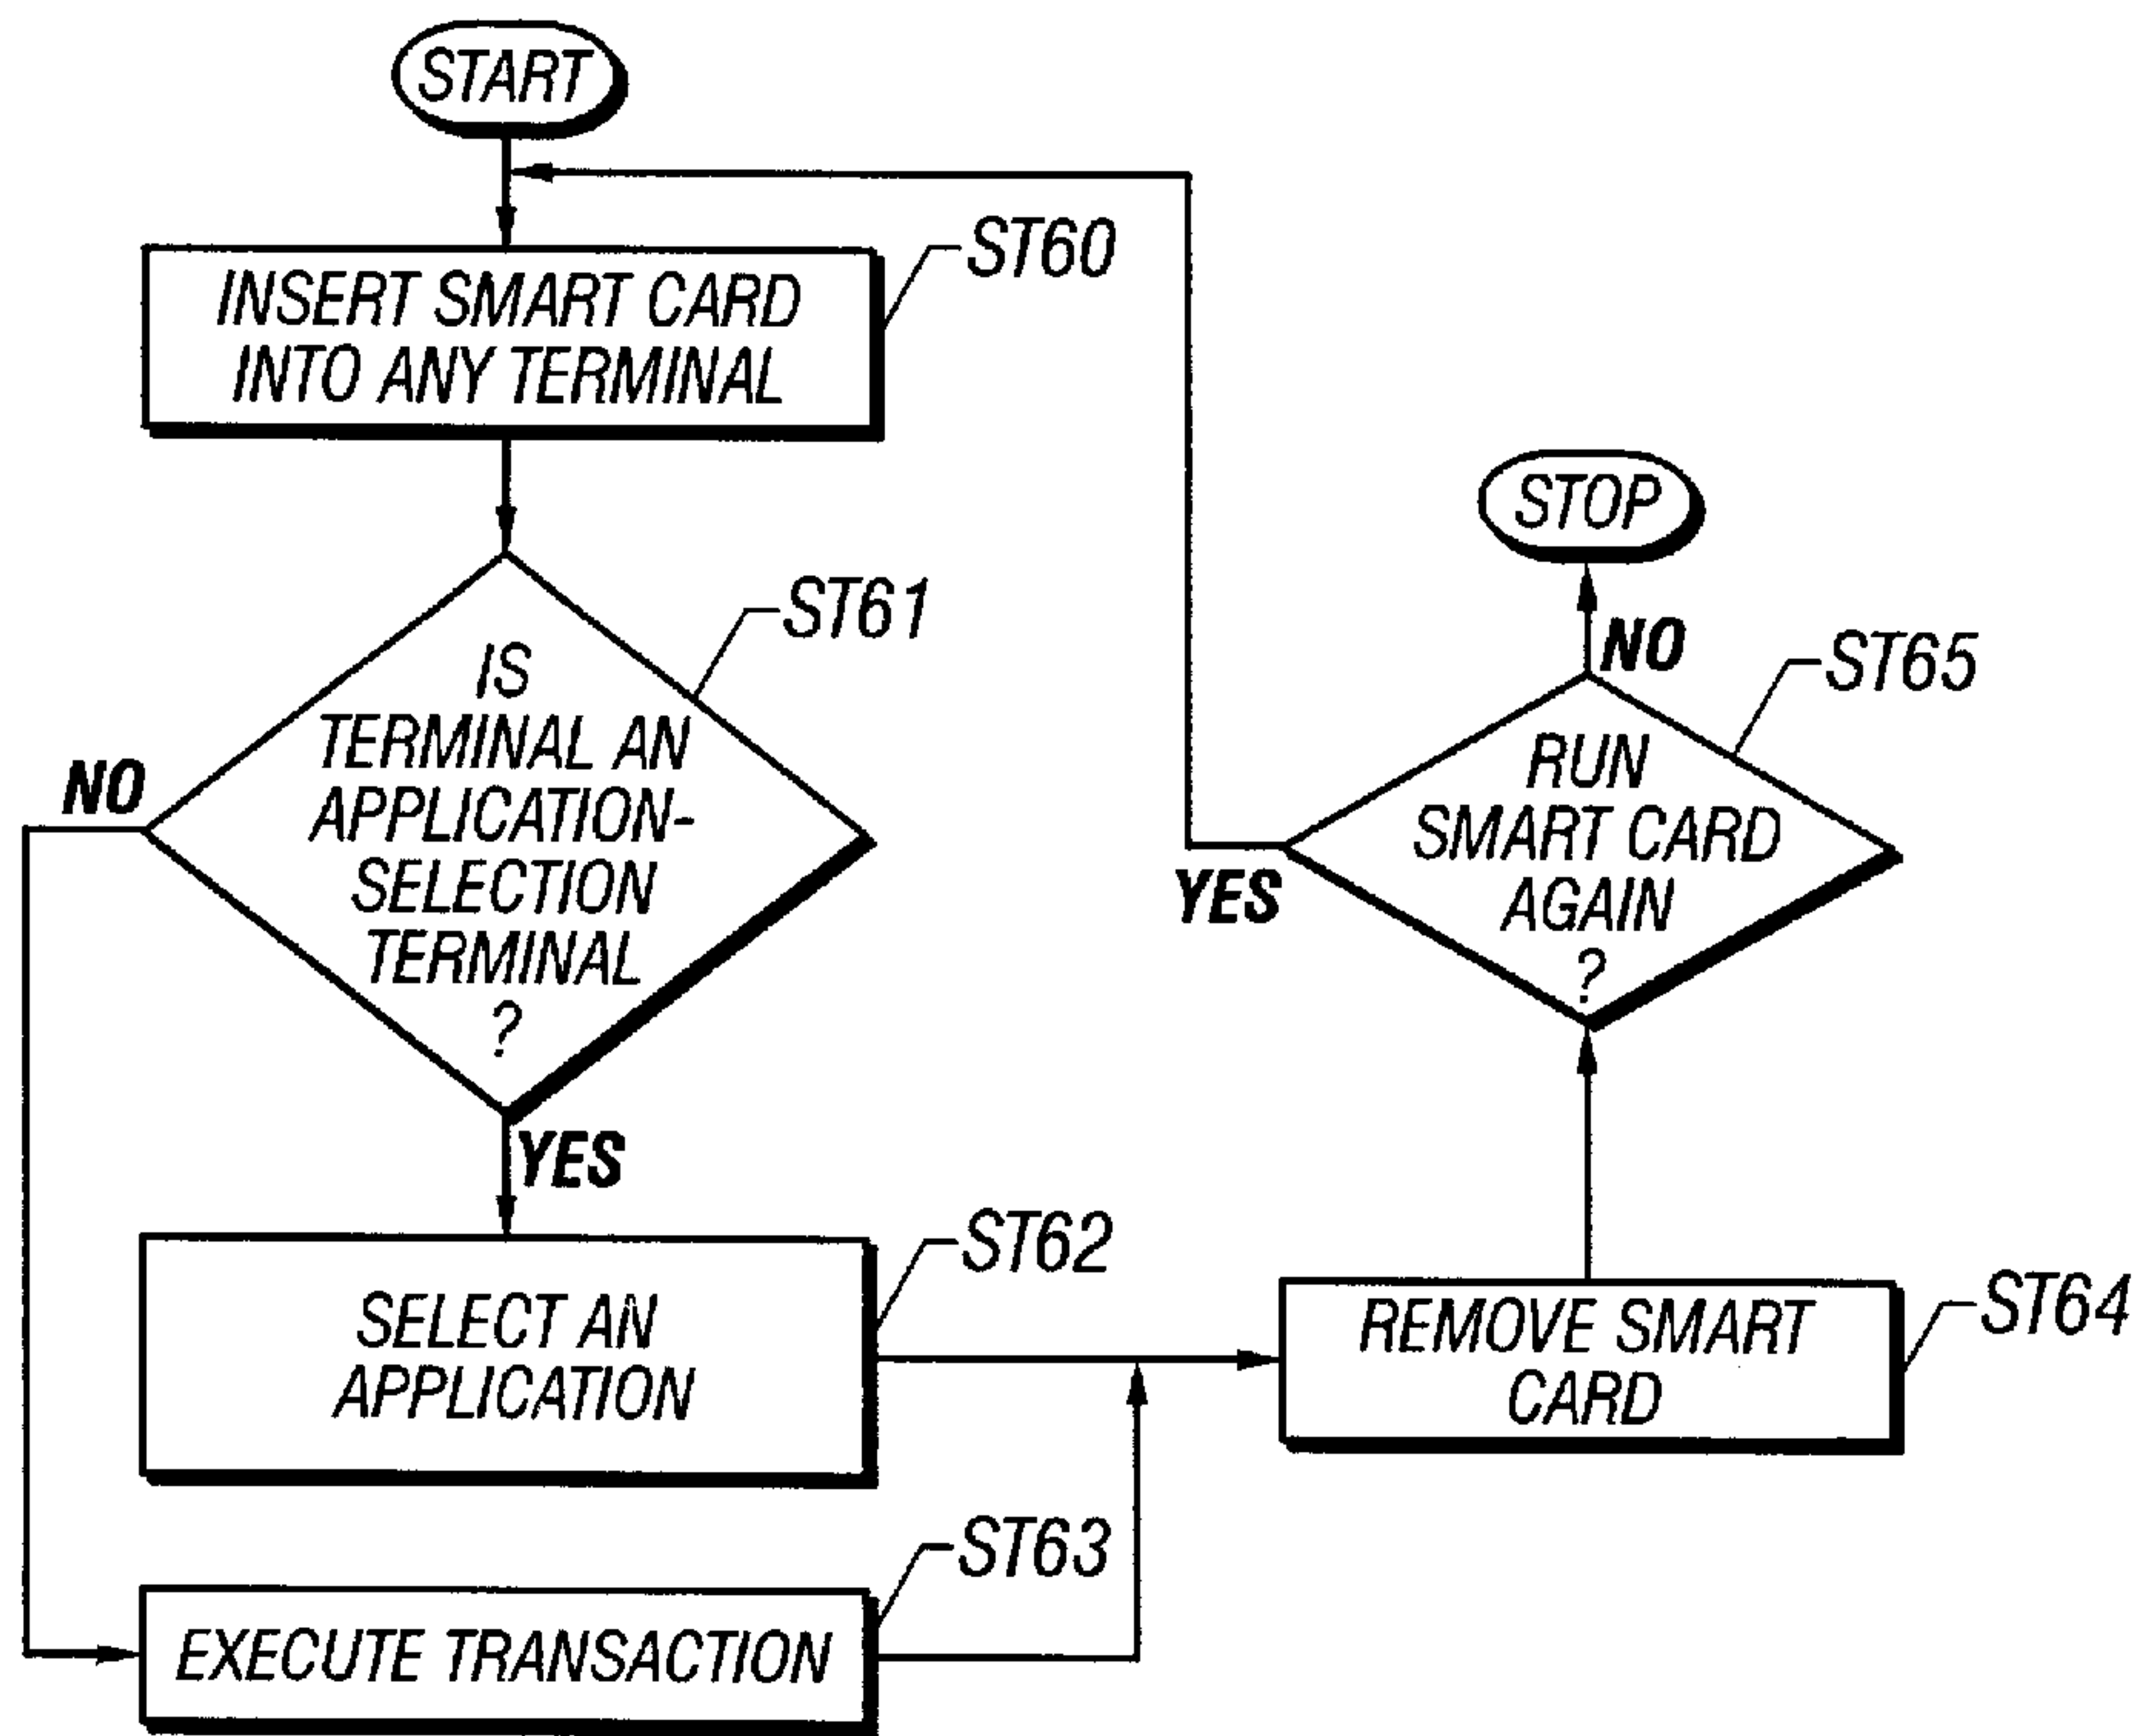 START
INSERT SMART CARD
INTO ANY TERMINAL
ST60
IS
TERMINAL AN
APPLICATION-
SELECTION
TERMINAL
?
ST61
NO
YES
SELECT AN
APPLICATION
ST62
EXECUTE TRANSACTION
ST63
REMOVE SMART
CARD
ST64
RUN
SMART CARD
AGAIN
?
ST65
YES
NO
STOP